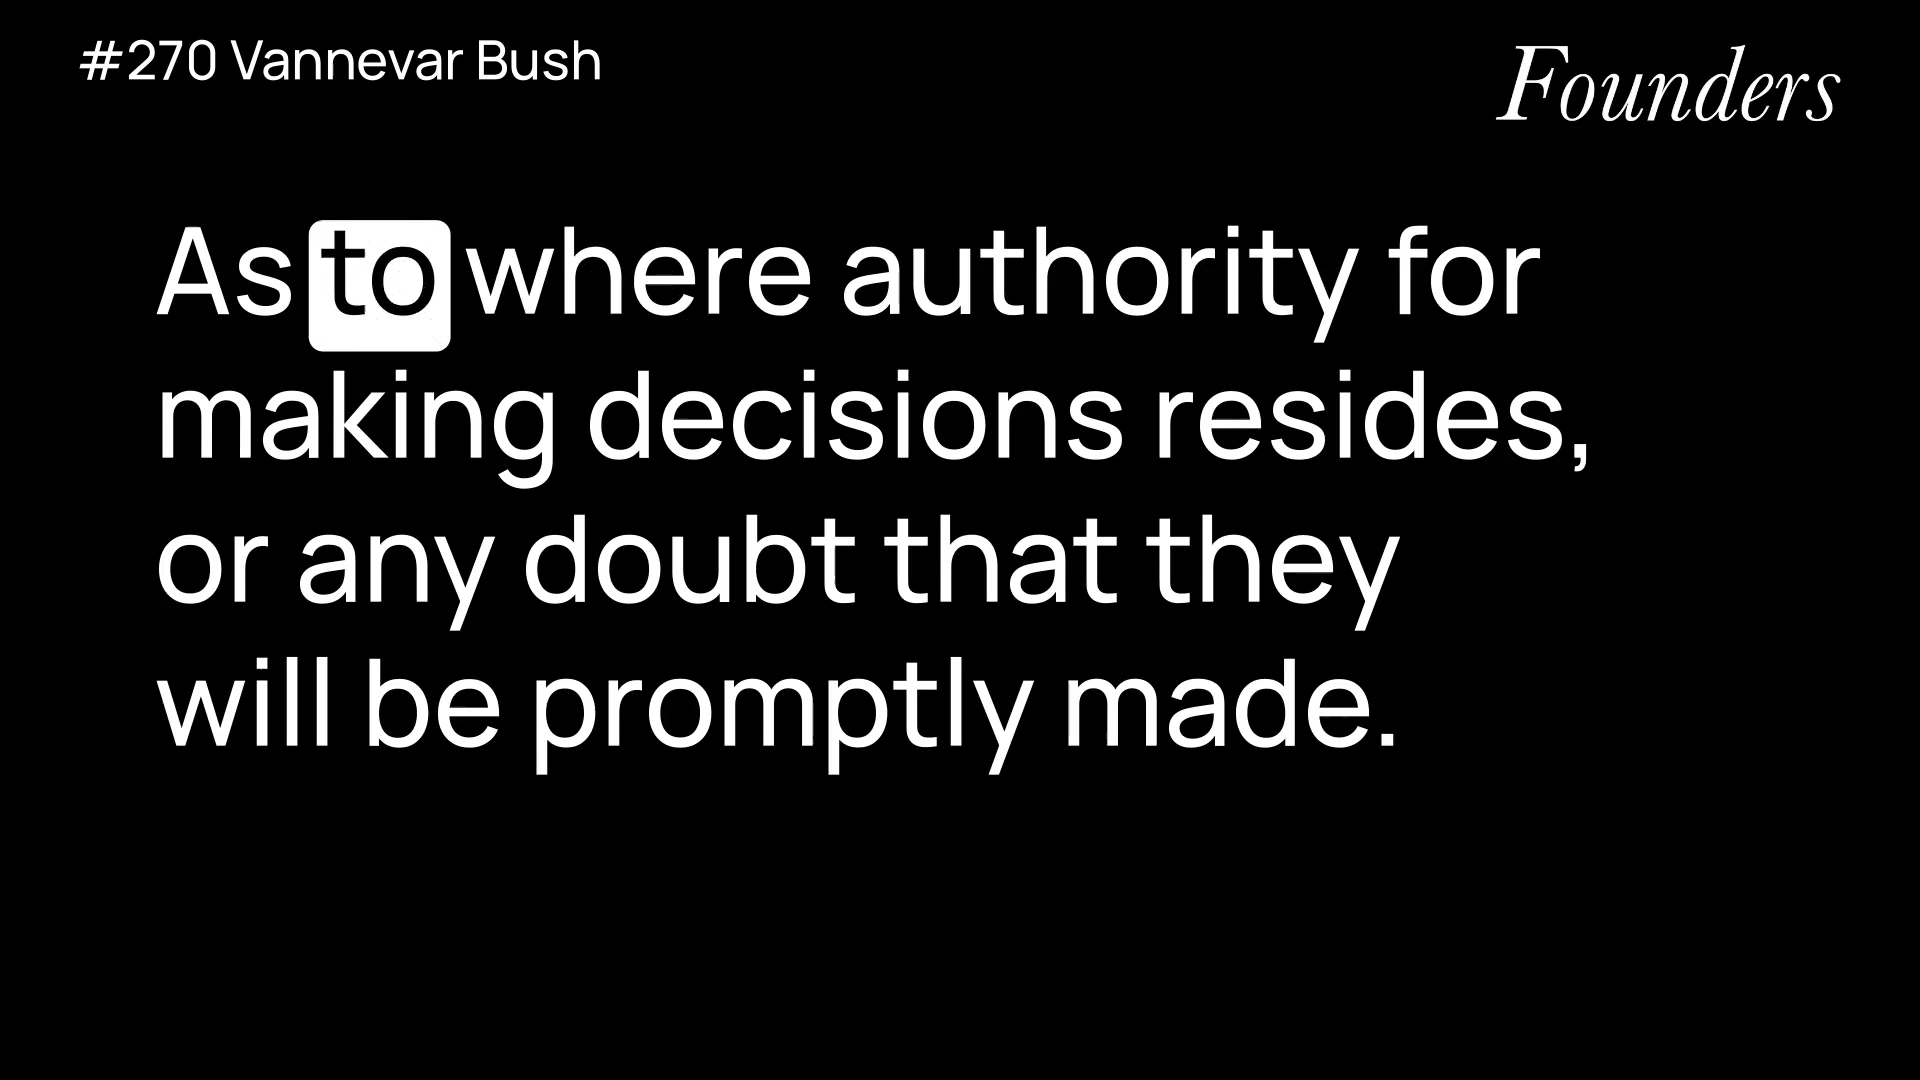 #270 Vannevar Bush
Founders
As to where authority for
making decisions resides,
or any doubt that they
will be promptly made.